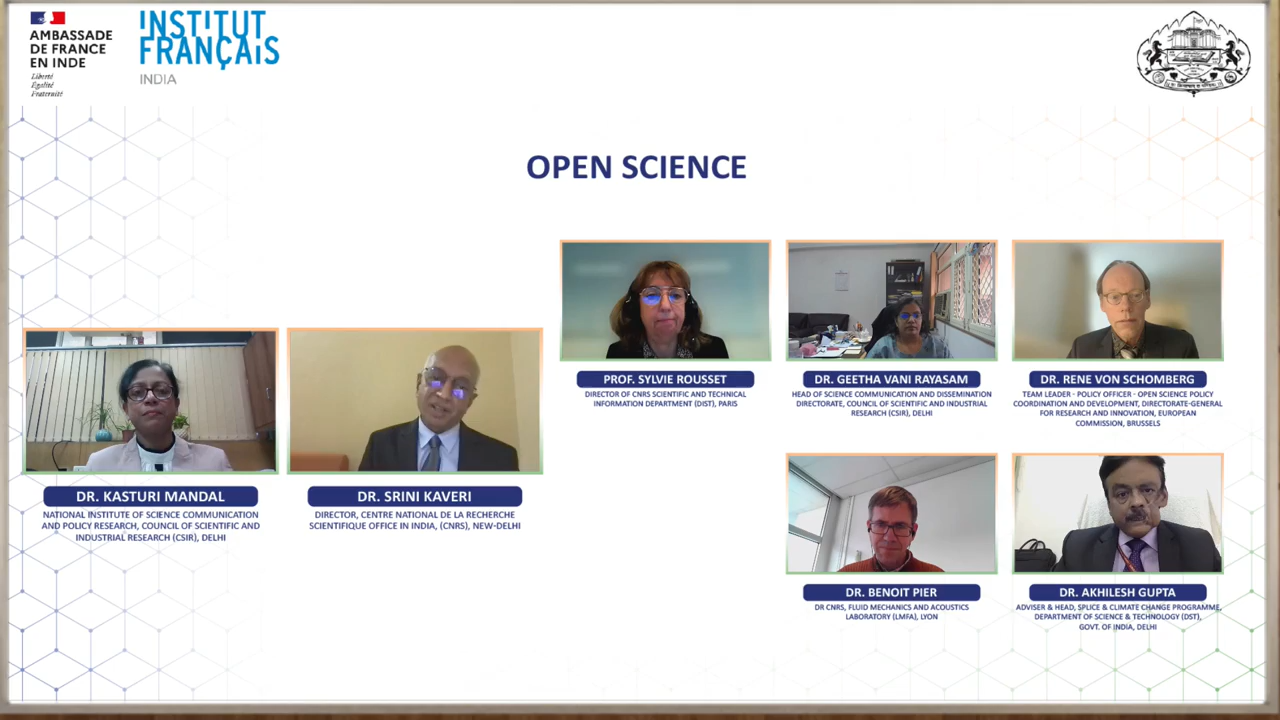 AMBASSADE
DE FRANCE
EN INDE
Liberté
Égalité
Fraternité
INSTITUT
FRANÇAIS
INDIA
OPEN SCIENCE
PROF. SYLVIE ROUSSET
DIRECTOR OF CNRS SCIENTIFIC AND TECHNICAL
INFORMATION DEPARTMENT (DIST), PARIS
DR. GEETHA VANI RAYASAM
HEAD OF SCIENCE COMMUNICATION AND DISSEMINATION
DIRECTORATE, COUNCIL OF SCIENTIFIC AND INDUSTRIAL
RESEARCH (CSIR), DELHI
DR. RENE VON SCHOMBERG
TEAM LEADER - POLICY OFFICER - OPEN SCIENCE POLICY
COORDINATION AND DEVELOPMENT, DIRECTORATE-GENERAL
FOR RESEARCH AND INNOVATION, EUROPEAN
COMMISSION, BRUSSELS
DR. KASTURI MANDAL
NATIONAL INSTITUTE OF SCIENCE COMMUNICATION
AND POLICY RESEARCH, COUNCIL OF SCIENTIFIC AND
INDUSTRIAL RESEARCH (CSIR), DELHI
DR. SRINI KAVERI
DIRECTOR, CENTRE NATIONAL DE LA RECHERCHE
SCIENTIFIQUE OFFICE IN INDIA, (CNRS), NEW-DELHI
DR. BENOIT PIER
DR CNRS, FLUID MECHANICS AND ACOUSTICS
LABORATORY (LMFA), LYON
DR. AKHILESH GUPTA
ADVISER & HEAD, SPLICE & CLIMATE CHANGE PROGRAMME,
DEPARTMENT OF SCIENCE & TECHNOLOGY (DST),
GOVT. OF INDIA, DELHI